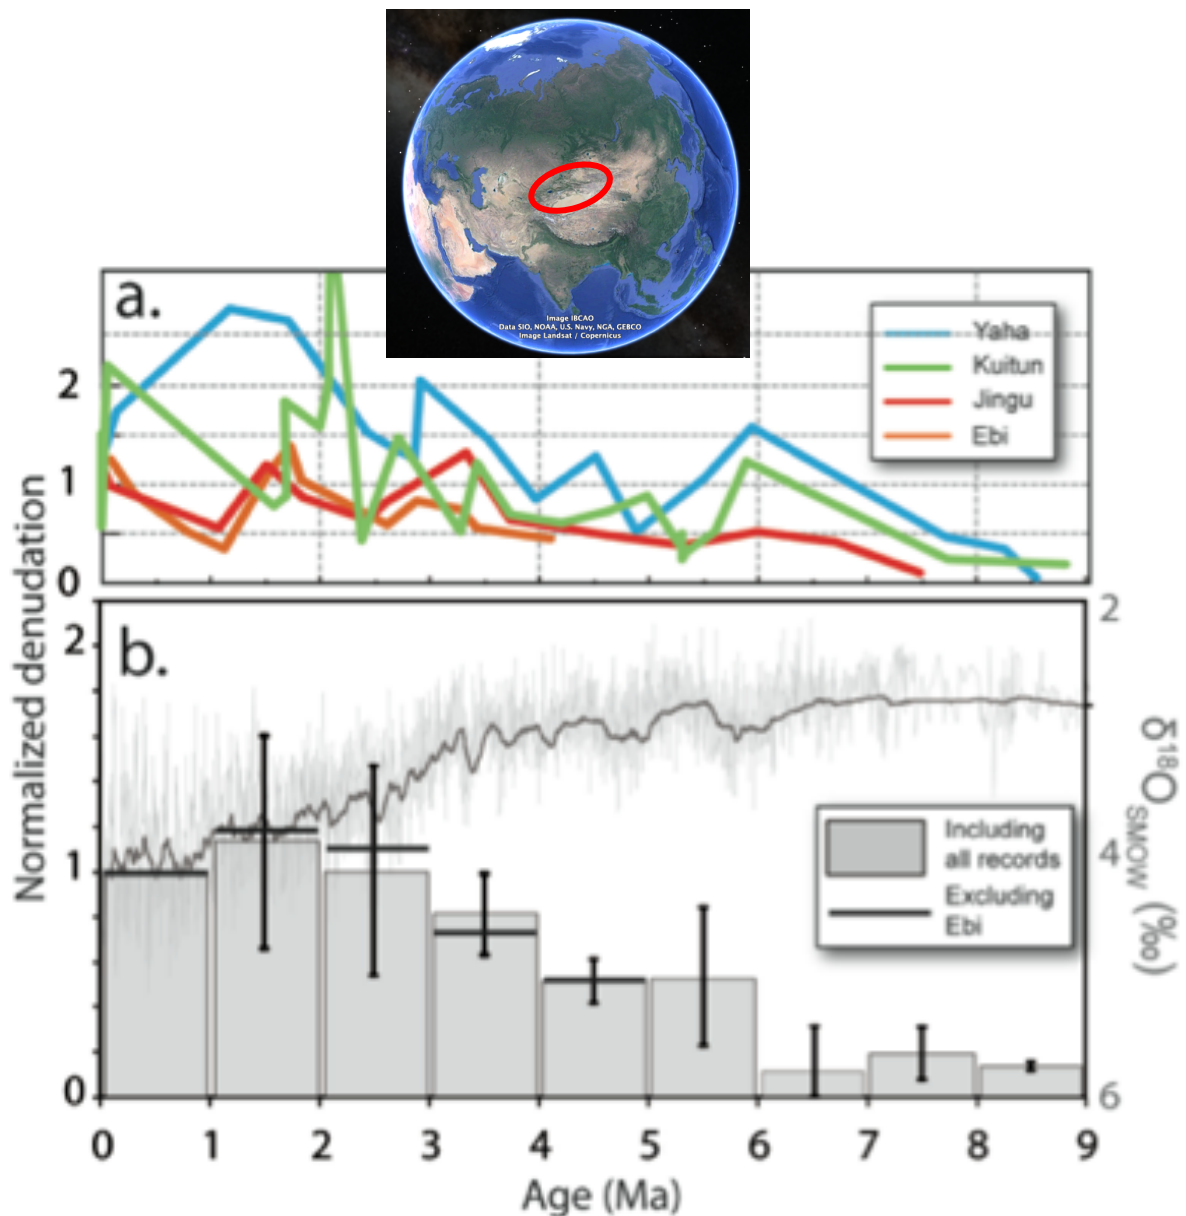 Image IBCAO
Data SIO, NOAA, U.S. Navy, NGA, GEBCO
Image Landsat / Copernicus
a.
Yaha
Kuitun
Jingu
Ebi
2
1
0
Normalized denudation
b.
2
1
0
2
4
6
δ18OSMOW (‰)
Including
all records
Excluding
Ebi
0 1 2 3 4 5 6 7 8 9
Age (Ma)